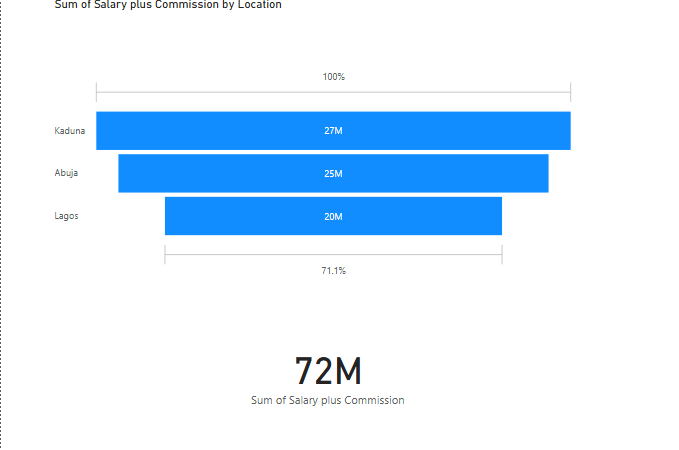 Sum of Salary plus Commission by Location
100%
Kaduna 27M
Abuja 25M
Lagos 20M
71.1%
72M
Sum of Salary plus Commission